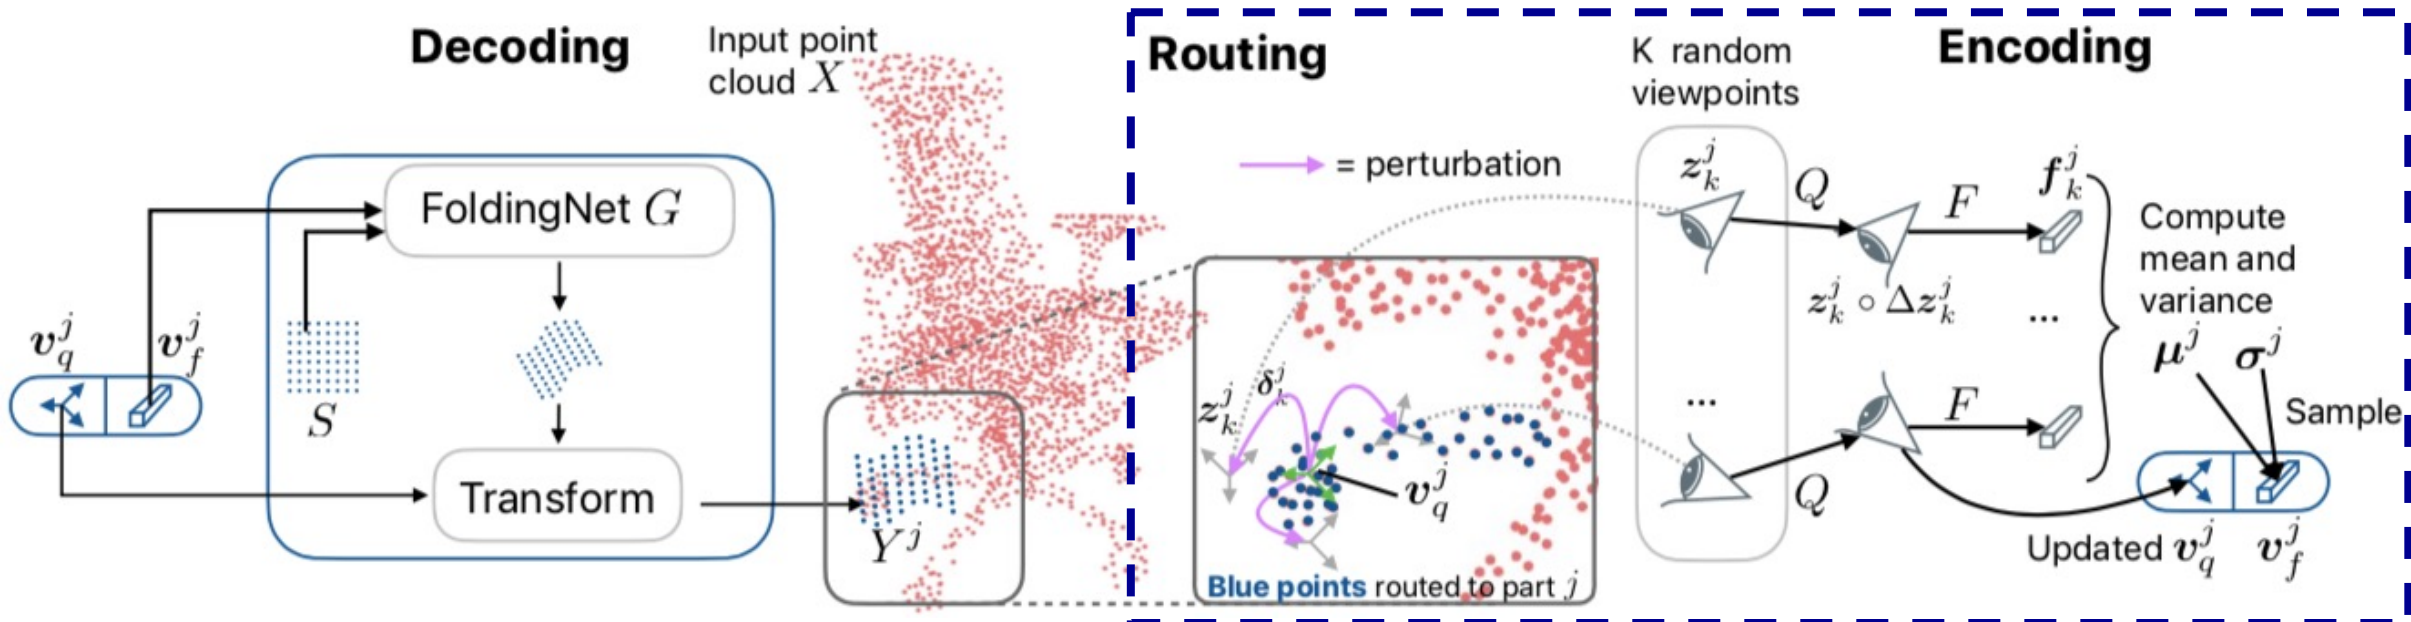 Decoding
Input point
cloud X
FoldingNet G
v_q^j
v_f^j
S
Transform
Y^j
Routing
= perturbation
z_k^j
δ_k^j
v_q^j
Blue points routed to part j
K random
viewpoints
Encoding
z_k^j
Q
F
f_k^j
z_k^j ∘ Δz_k^j
...
...
F
Q
Compute
mean and
variance
μ^j
σ^j
Sample
Updated v_q^j
v_f^j